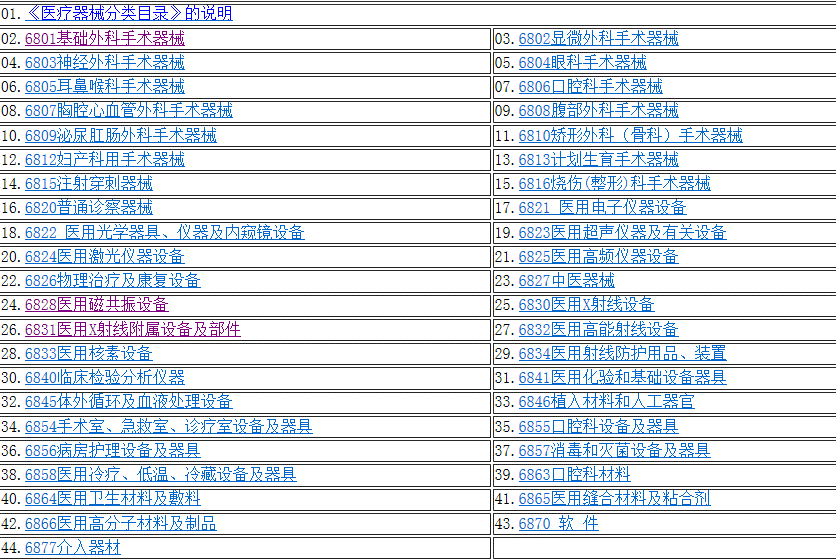 01.《医疗器械分类目录》的说明
02.6801基础外科手术器械 03.6802显微外科手术器械
04.6803神经外科手术器械 05.6804眼科手术器械
06.6805耳鼻喉科手术器械 07.6806口腔科手术器械
08.6807胸腔心血管外科手术器械 09.6808腹部外科手术器械
10.6809泌尿肛肠外科手术器械 11.6810矫形外科（骨科）手术器械
12.6812妇产科用手术器械 13.6813计划生育手术器械
14.6815注射穿刺器械 15.6816烧伤(整形)科手术器械
16.6820普通诊察器械 17.6821 医用电子仪器设备
18.6822 医用光学器具、仪器及内窥镜设备 19.6823医用超声仪器及有关设备
20.6824医用激光仪器设备 21.6825医用高频仪器设备
22.6826物理治疗及康复设备 23.6827中医器械
24.6828医用磁共振设备 25.6830医用X射线设备
26.6831医用X射线附属设备及部件 27.6832医用高能射线设备
28.6833医用核素设备 29.6834医用射线防护用品、装置
30.6840临床检验分析仪器 31.6841医用化验和基础设备器具
32.6845体外循环及血液处理设备 33.6846植入材料和人工器官
34.6854手术室、急救室、诊疗室设备及器具 35.6855口腔科设备及器具
36.6856病房护理设备及器具 37.6857消毒和灭菌设备及器具
38.6858医用冷疗、低温、冷藏设备及器具 39.6863口腔科材料
40.6864医用卫生材料及敷料 41.6865医用缝合材料及粘合剂
42.6866医用高分子材料及制品 43.6870 软 件
44.6877介入器材